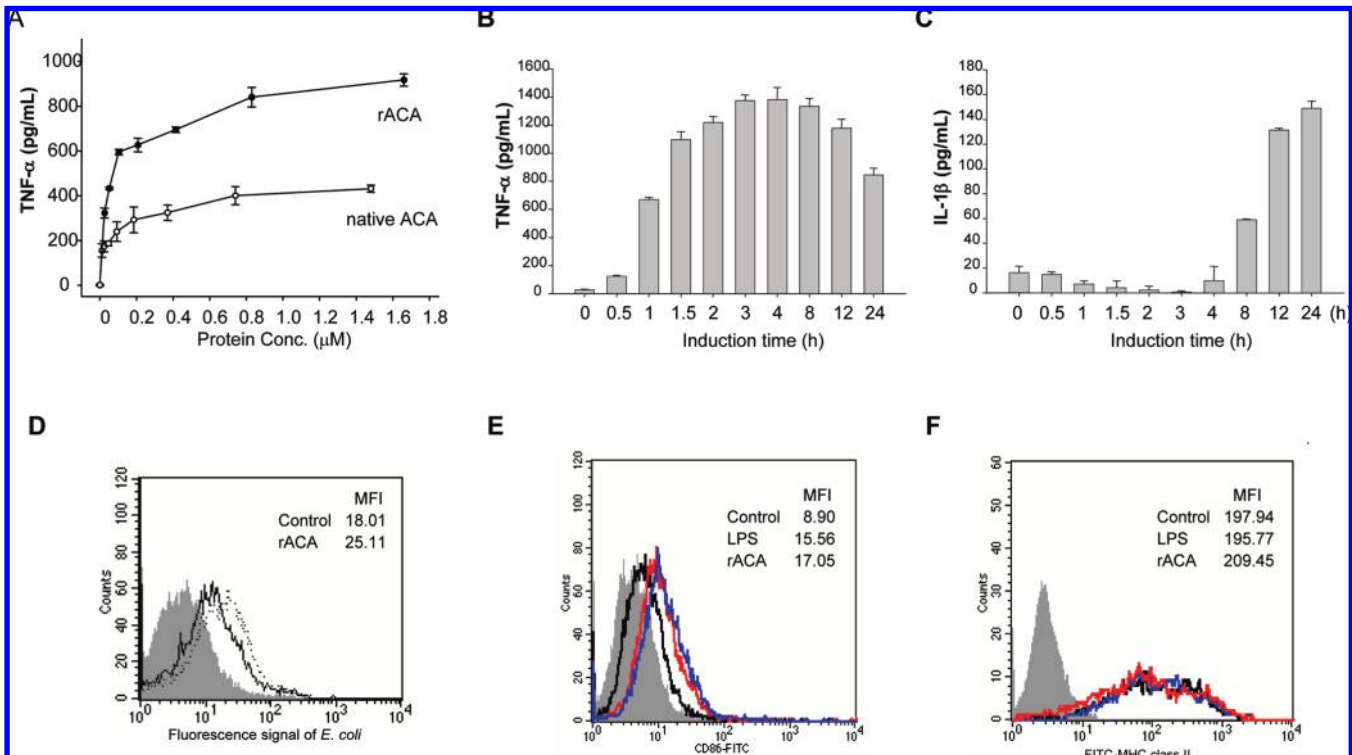 A
1000
800
600
400
200
0
TNF-α (pg/mL)
rACA
native ACA
0 0.2 0.4 0.6 0.8 1.0 1.2 1.4 1.6 1.8
Protein Conc. (μM)
B
1600
1400
1200
1000
1800
1600
400
1200
0
TNF-α (pg/mL)
0 0.5 1 1.5 2 3 4 8 12 24
Induction time (h)
C
180
160
140
120
100
80
60
40
20
0
IL-1β (pg/mL)
0 0.5 1 1.5 2 3 4 8 12 24 (h)
Induction time (h)
D
120
100
80
60
40
20
0
Counts
MFI
Control 18.01
rACA 25.11
10⁰ 10¹ 10² 10³ 10⁴
Fluorescence signal of E. coli
E
120
100
80
60
40
20
0
Counts
MFI
Control 8.90
LPS 15.56
rACA 17.05
10⁰ 10¹ 10² 10³ 10⁴
CD86-FITC
F
60
50
40
30
20
10
0
Counts
MFI
Control 197.94
LPS 195.77
rACA 209.45
10⁰ 10¹ 10² 10³ 10⁴
FITC-MHC class II